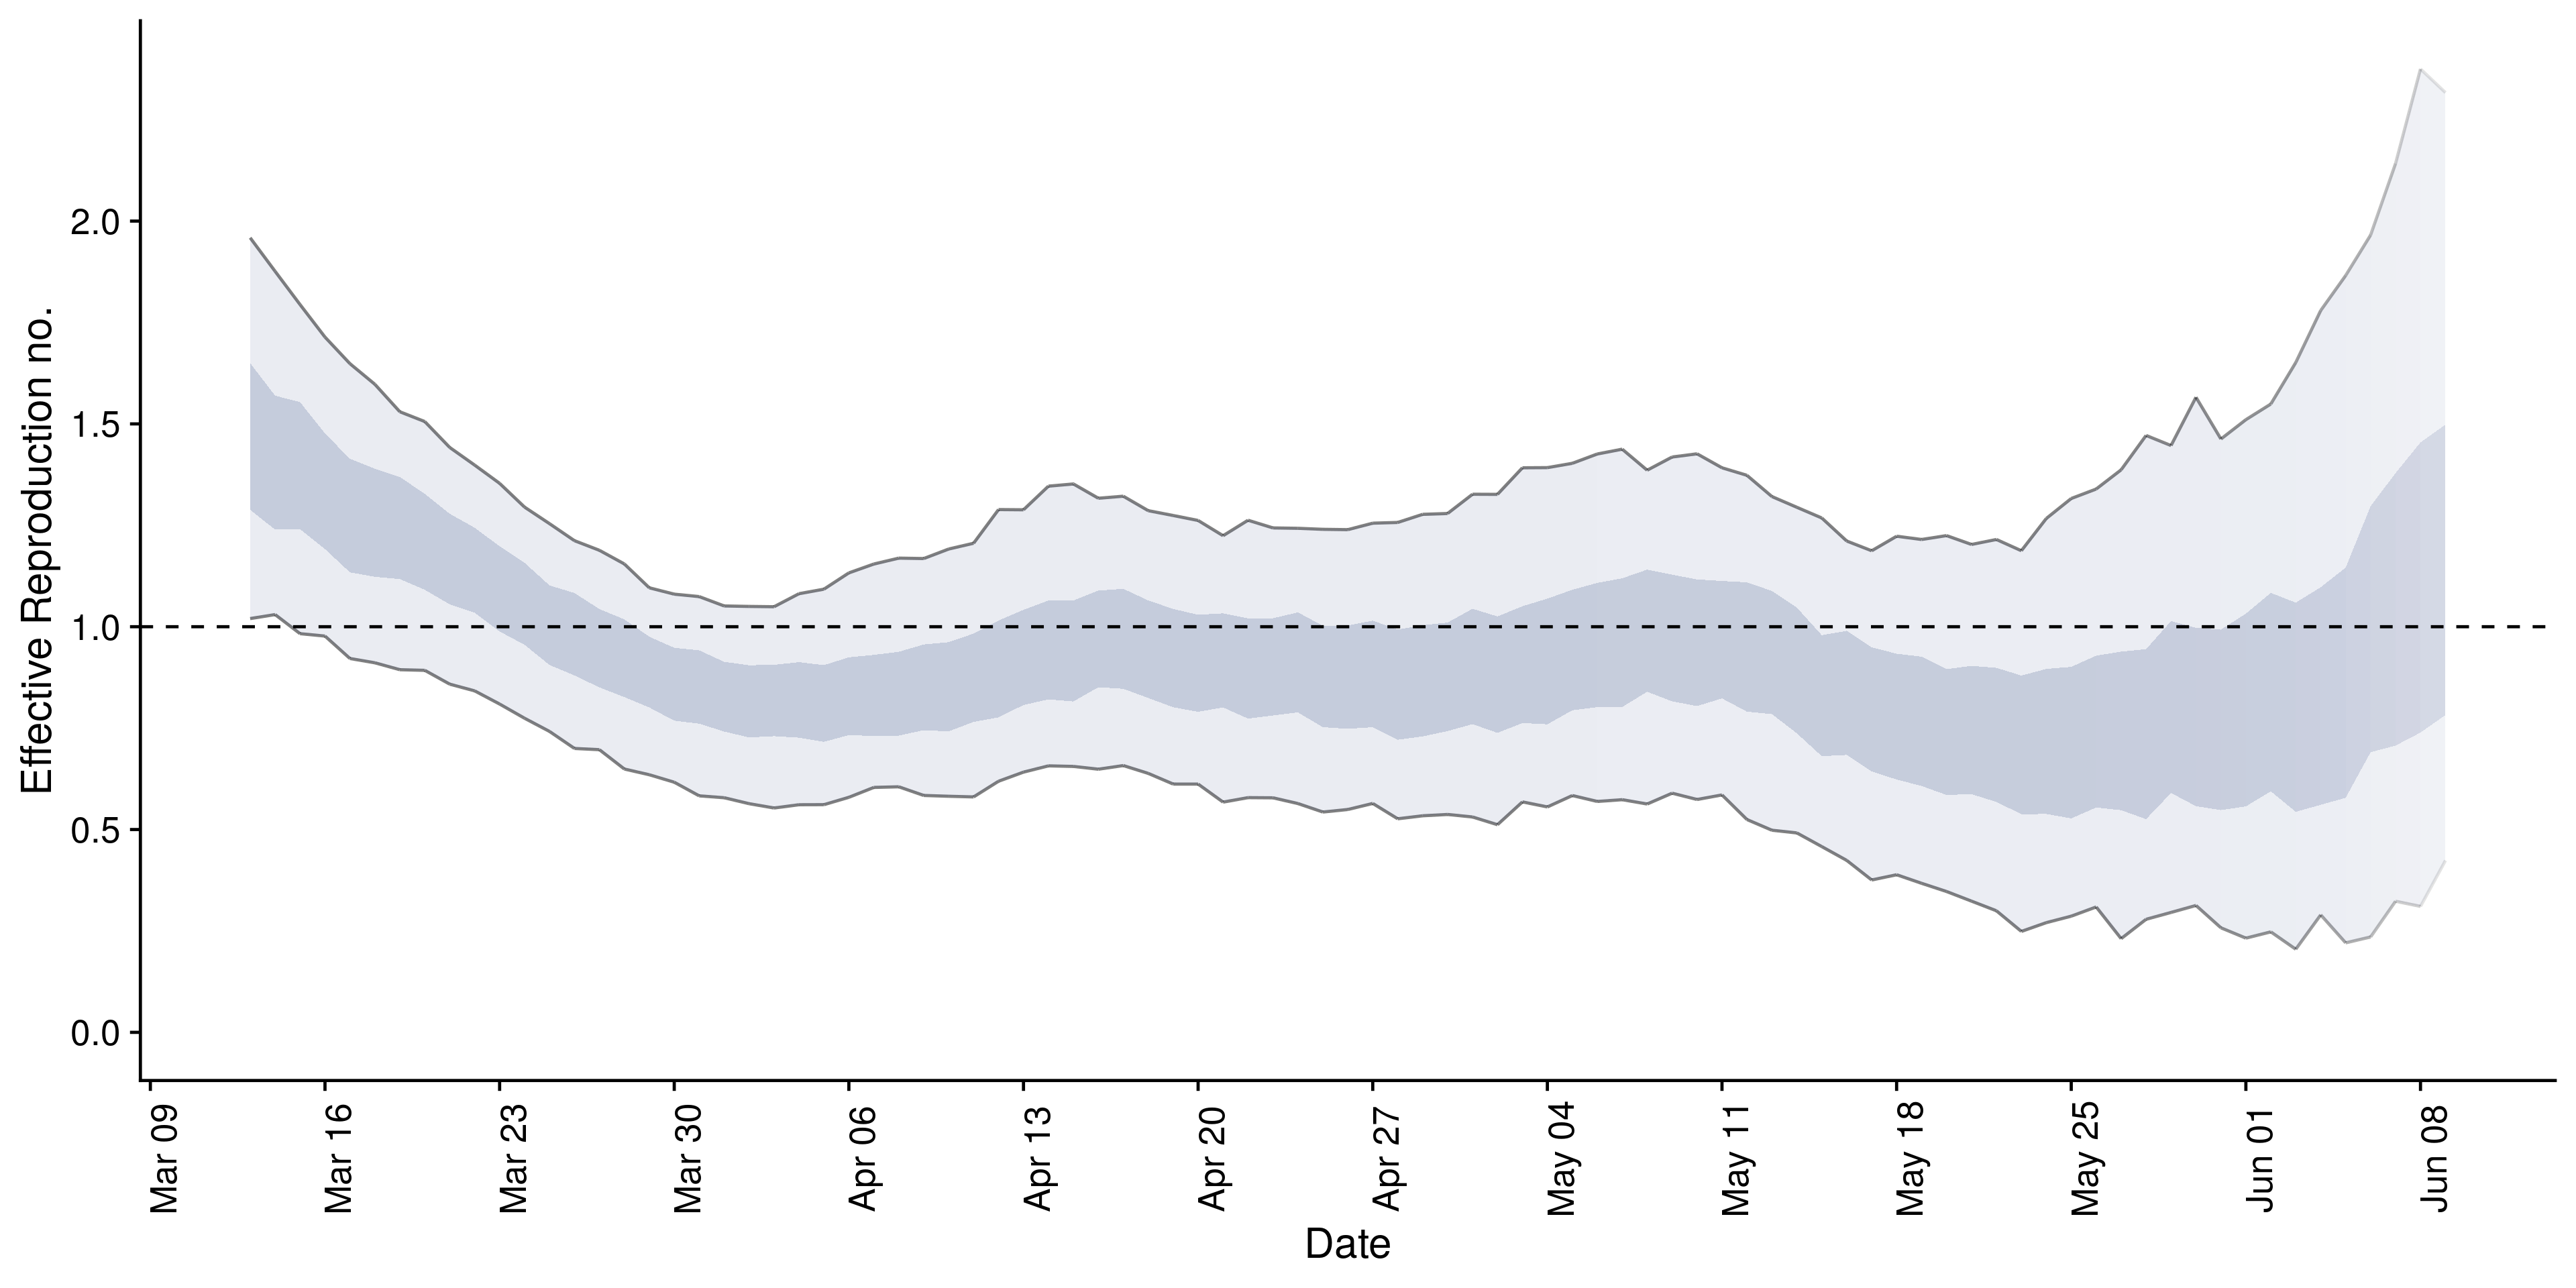 Effective Reproduction no.
2.0
1.5
1.0
0.5
0.0
Mar 09
Mar 16
Mar 23
Mar 30
Apr 06
Apr 13
Apr 20
Apr 27
May 04
May 11
May 18
May 25
Jun 01
Jun 08
Date